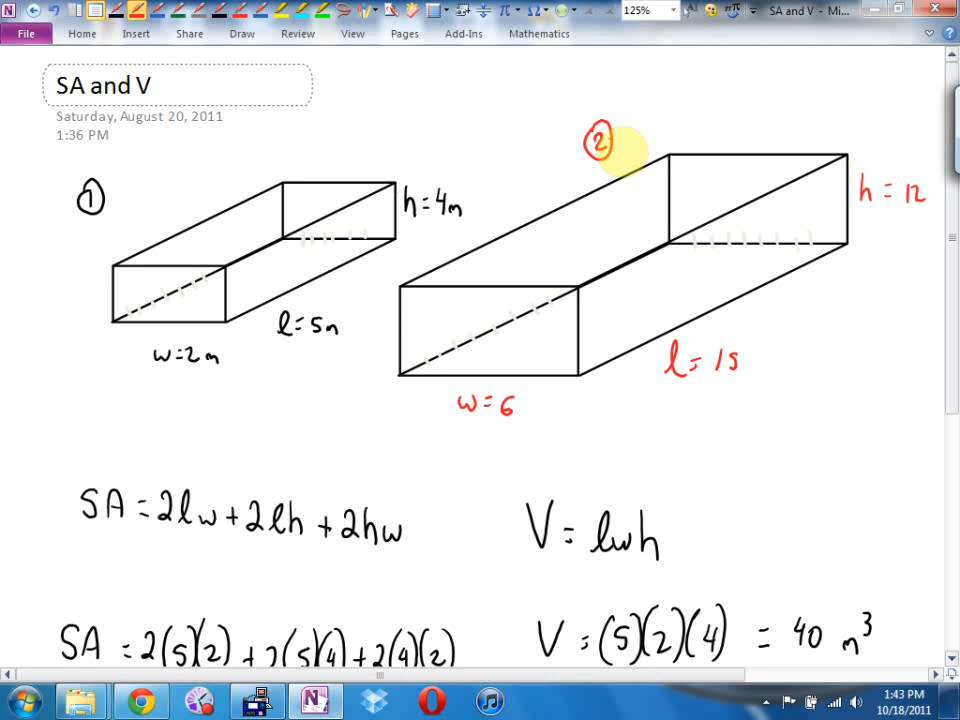 125%
SA and V - Mi...
File Home Insert Share Draw Review View Pages Add-Ins Mathematics
SA and V
Saturday, August 20, 2011
1:36 PM
①
h = 4m
l = 5m
w = 2m
②
h = 12
l = 15
w = 6
SA = 2lw + 2lh + 2hw
V = lwh
SA = 2(5)(2) + 2(5)(4) + 2(4)(2)
V = (5)(2)(4) = 40 m³
1:43 PM
10/18/2011